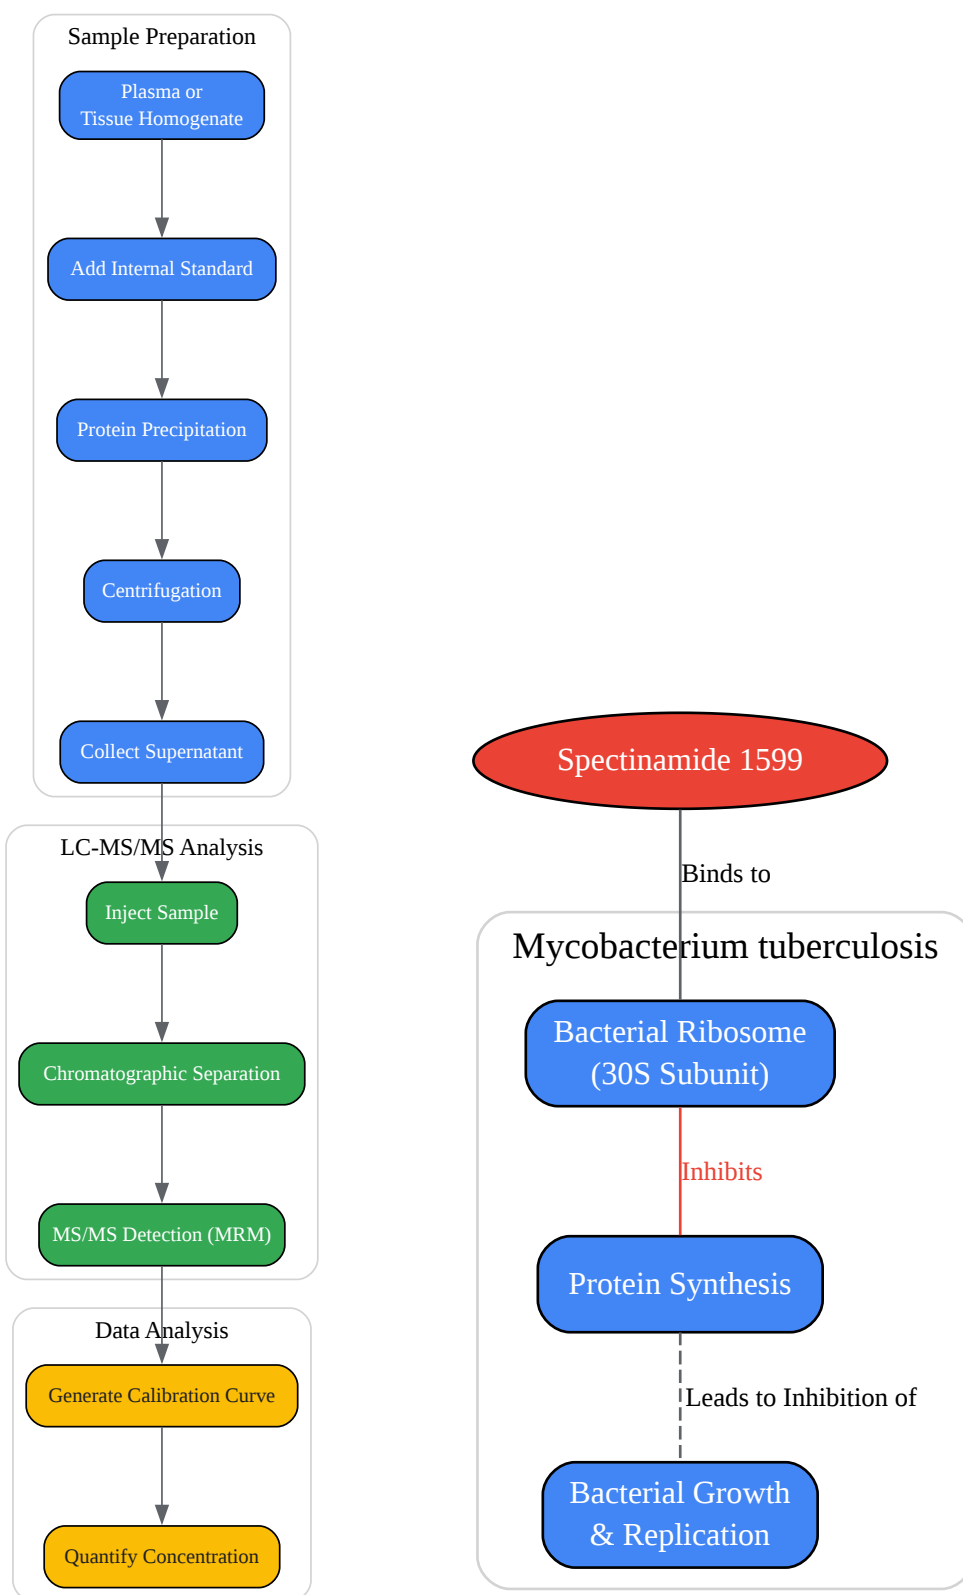 Sample Preparation
Plasma or
Tissue Homogenate
Add Internal Standard
Protein Precipitation
Centrifugation
Collect Supernatant
LC-MS/MS Analysis
Inject Sample
Chromatographic Separation
MS/MS Detection (MRM)
Data Analysis
Generate Calibration Curve
Quantify Concentration
Spectinamide 1599
Binds to
Mycobacterium tuberculosis
Bacterial Ribosome
(30S Subunit)
Inhibits
Protein Synthesis
Leads to Inhibition of
Bacterial Growth
& Replication